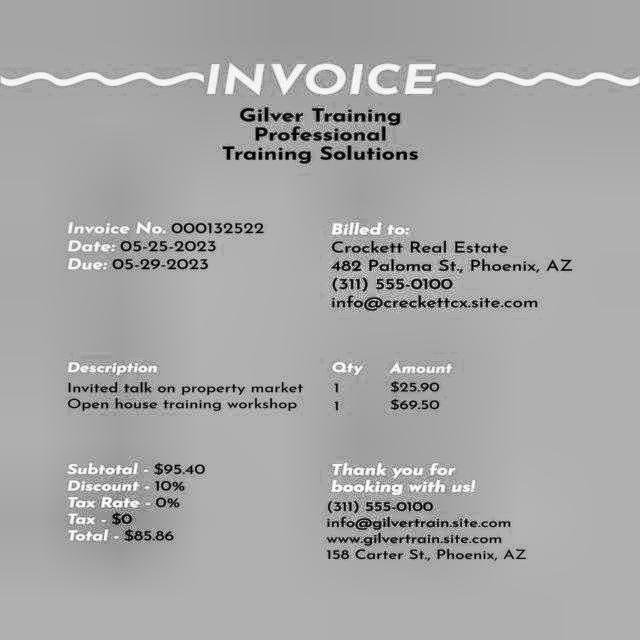 INVOICE
Gilver Training
Professional
Training Solutions
Invoice No. 000132522
Date: 05-25-2023
Due: 05-29-2023
Billed to:
Crockett Real Estate
482 Paloma St., Phoenix, AZ
(311) 555-0100
info@creckettcx.site.com
Description Qty Amount
Invited talk on property market 1 $25.90
Open house training workshop 1 $69.50
Subtotal - $95.40
Discount - 10%
Tax Rate - 0%
Tax - $0
Total - $85.86
Thank you for
booking with us!
(311) 555-0100
info@gilvertrain.site.com
www.gilvertrain.site.com
158 Carter St., Phoenix, AZ